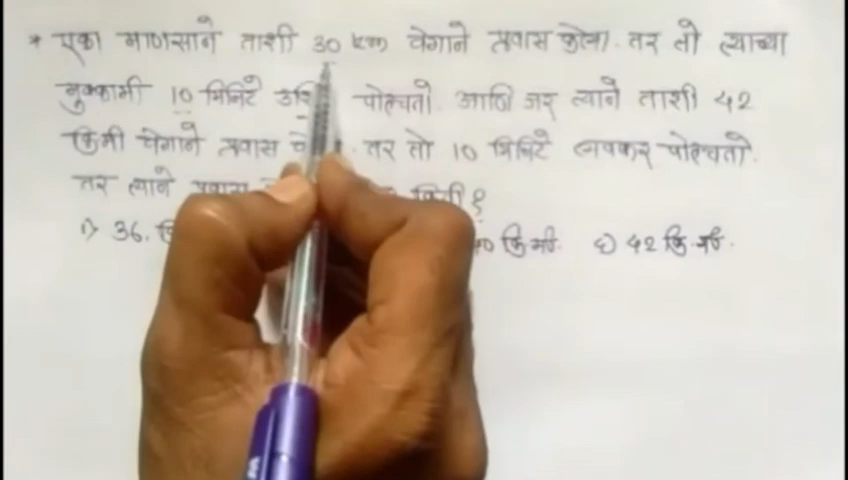 * एका माणसाने ताशी 30 km वेगाने प्रवास केला. तर तो त्याच्या
मुक्कामी 10 मिनिटे पोहचतो. आणि जर त्याने ताशी 42
किमी वेगाने प्रवास तर तो 10 मिनिटे लवकर पोहचतो.
तर त्याने प्रवास किती?
1) 36. कि.मी. 4) 42 कि.मी.